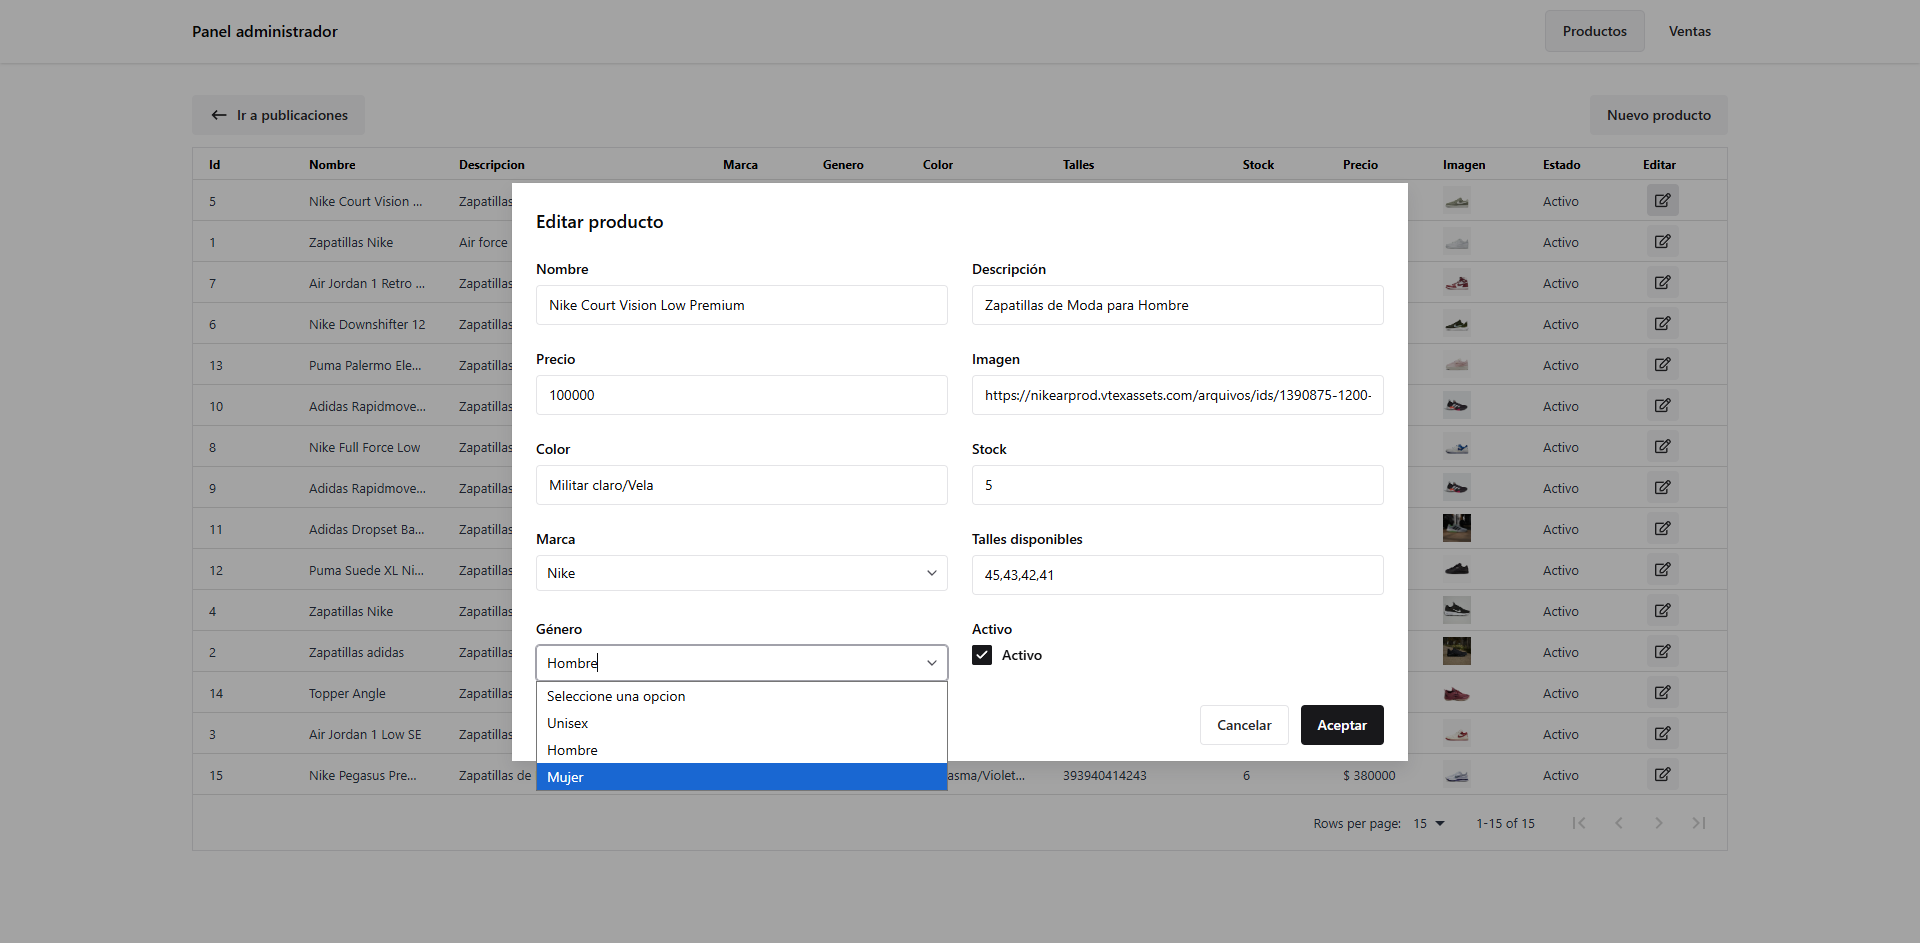 Panel administrador
Productos
Ventas
Ir a publicaciones
Nuevo producto
Id Nombre Descripcion Marca Genero Color Talles Stock Precio Imagen Estado Editar
5 Nike Court Vision ... Zapatillas Activo
1 Zapatillas Nike Air force Activo
7 Air Jordan 1 Retro ... Zapatillas Activo
6 Nike Downshifter 12 Zapatillas Activo
13 Puma Palermo Ele... Zapatillas Activo
10 Adidas Rapidmove... Zapatillas Activo
8 Nike Full Force Low Zapatillas Activo
9 Adidas Rapidmove... Zapatillas Activo
11 Adidas Dropset Ba... Zapatillas Activo
12 Puma Suede XL Ni... Zapatillas Activo
4 Zapatillas Nike Zapatillas Activo
2 Zapatillas adidas Zapatillas Activo
14 Topper Angle Zapatillas Activo
3 Air Jordan 1 Low SE Zapatillas Activo
15 Nike Pegasus Pre... Zapatillas de asma/Violet... 393940414243 6 $ 380000 Activo
Rows per page: 15 1-15 of 15
Editar producto
Nombre
Nike Court Vision Low Premium
Descripción
Zapatillas de Moda para Hombre
Precio
100000
Imagen
https://nikearprod.vtexassets.com/arquivos/ids/1390875-1200-
Color
Militar claro/Vela
Stock
5
Marca
Nike
Talles disponibles
45,43,42,41
Género
Hombre
Seleccione una opcion
Unisex
Hombre
Mujer
Activo
Activo
Cancelar
Aceptar